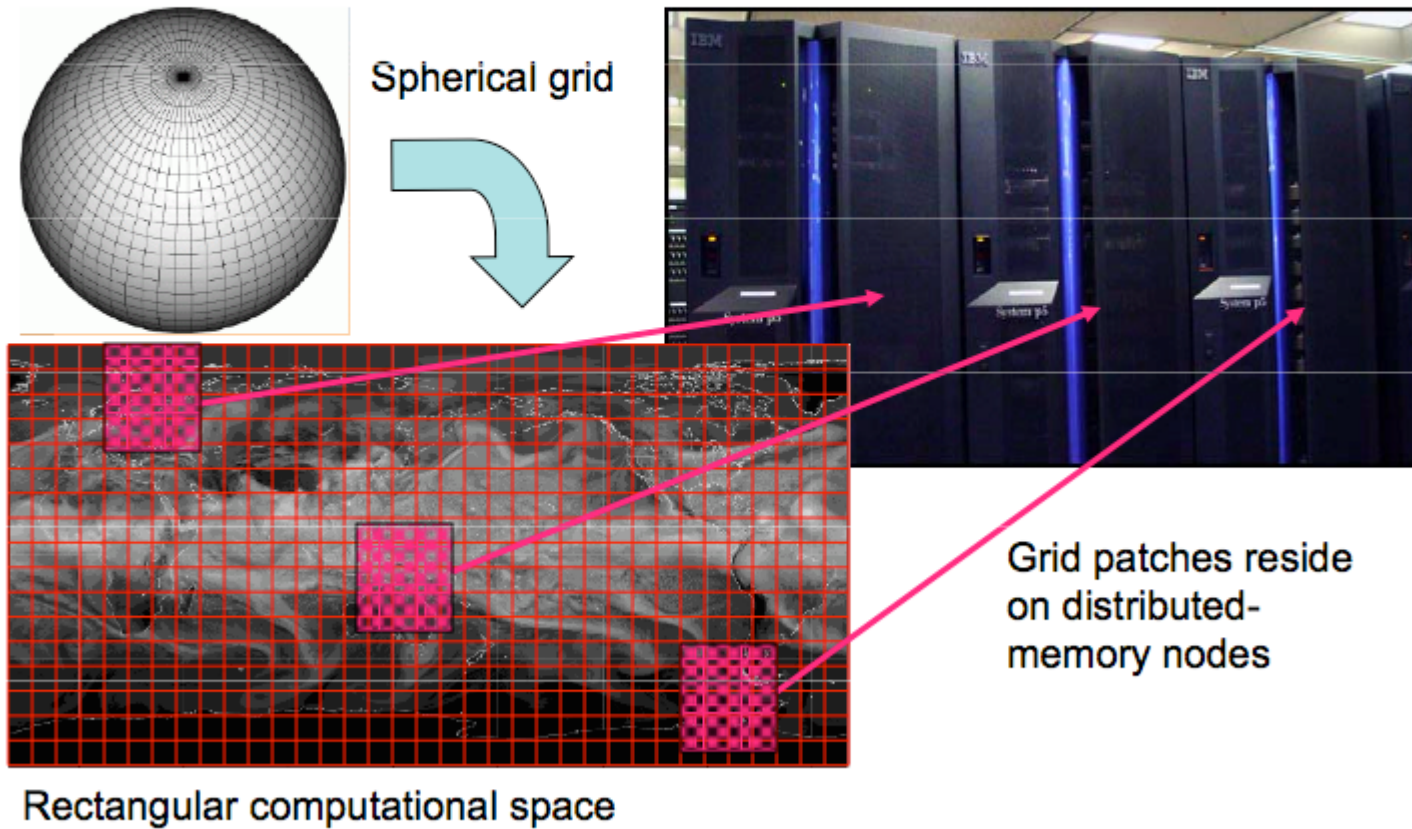 Spherical grid
IBM
IBM
IBM
System p5
System p5
System p5
Grid patches reside
on distributed-
memory nodes
Rectangular computational space